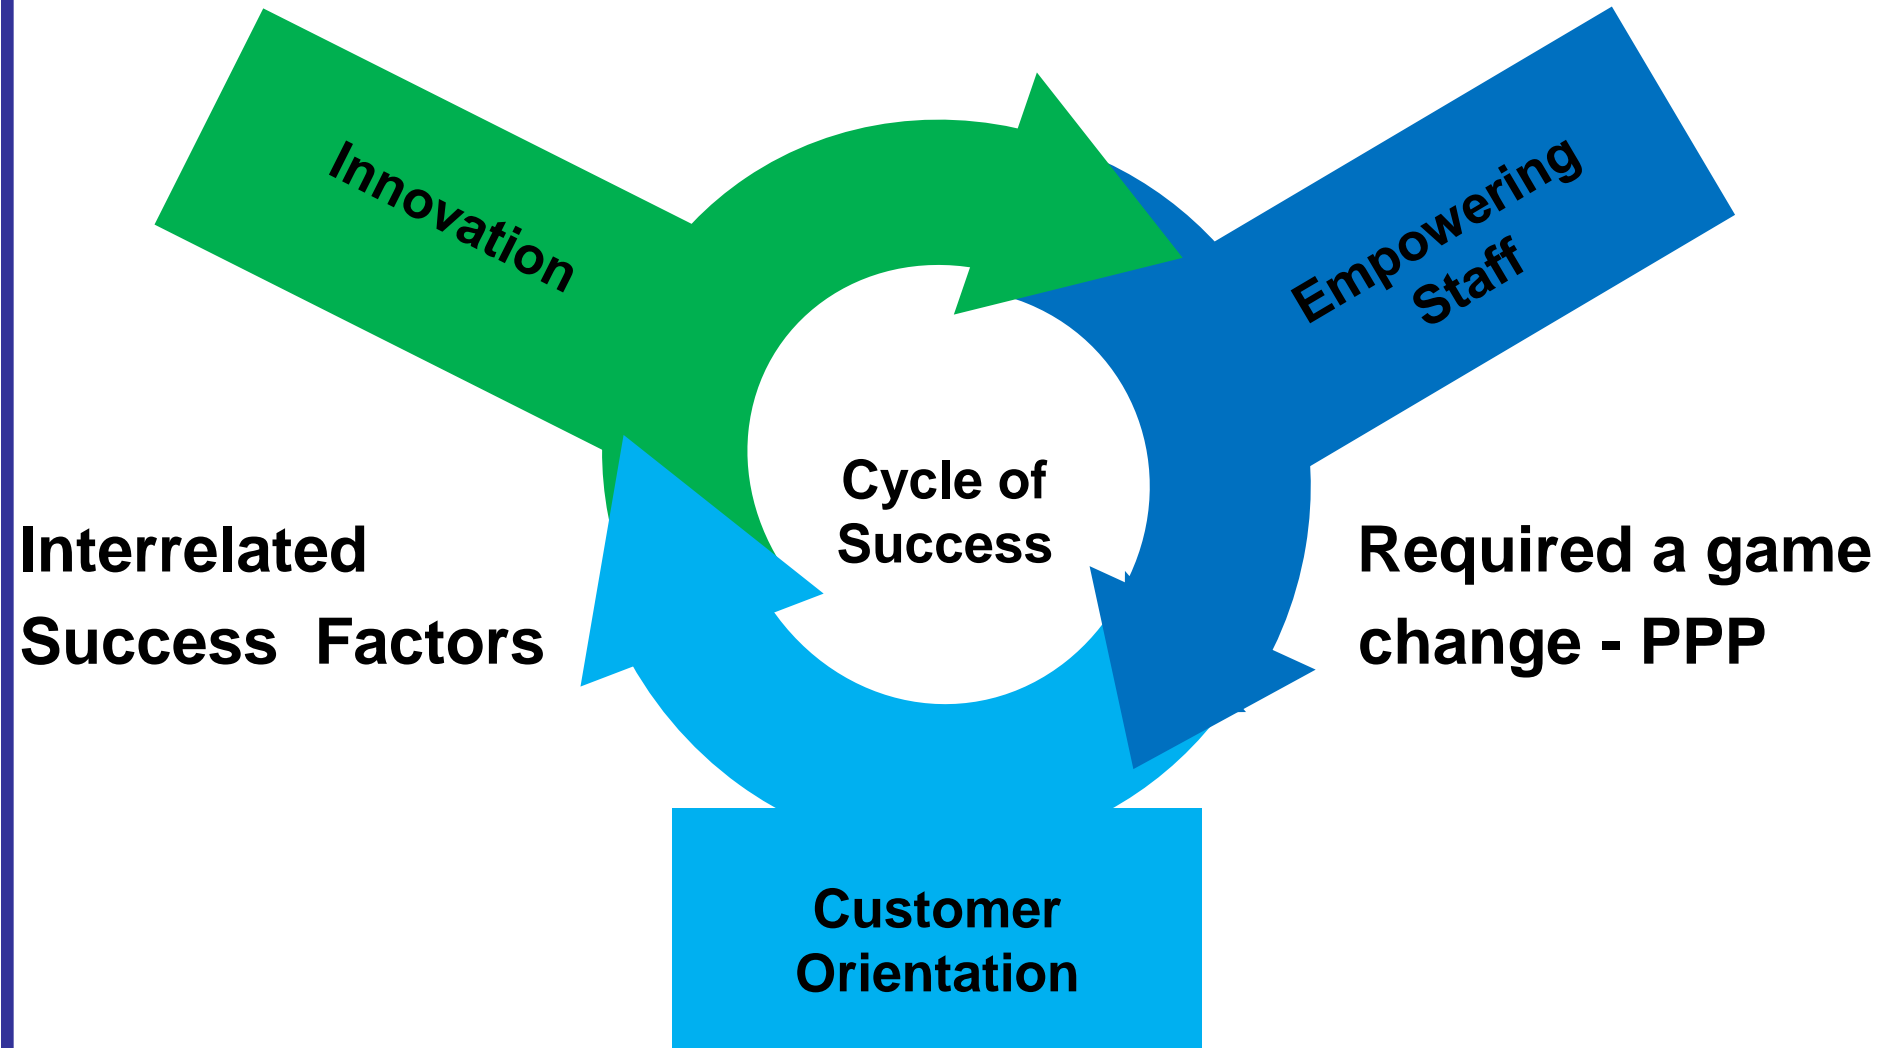 Innovation
Empowering
Staff
Cycle of
Success
Interrelated
Success  Factors
Required a game
change - PPP
Customer
Orientation